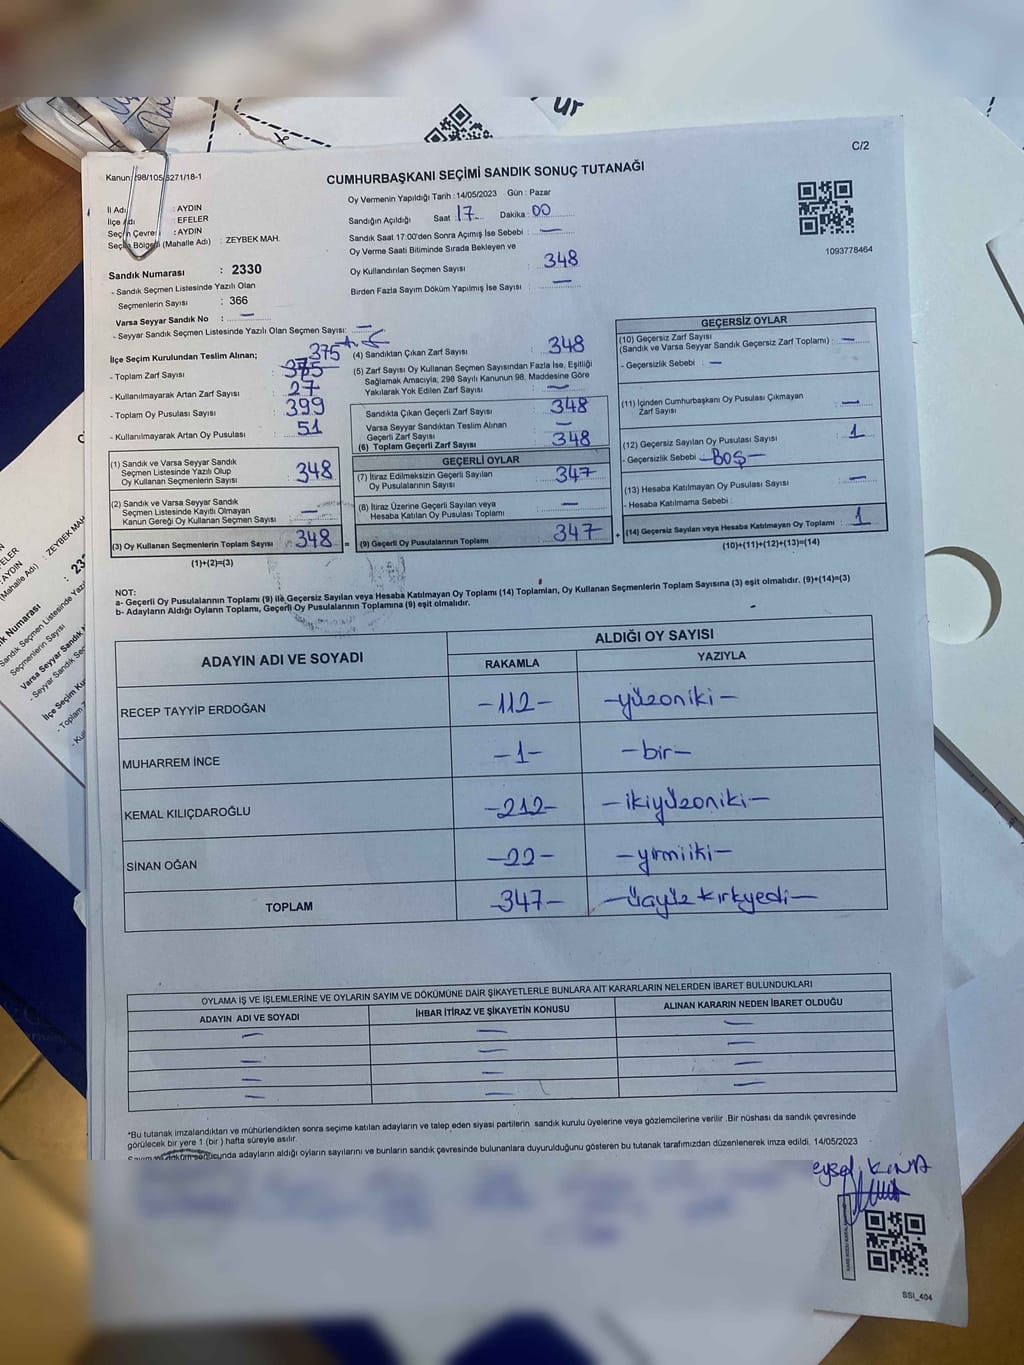 ur
C/2
Kanun: 298/105 6271/18-1
CUMHURBAŞKANI SEÇİMİ SANDIK SONUÇ TUTANAĞI
Oy Vermenin Yapıldığı Tarih : 14/05/2023 Gün : Pazar
İl Adı : AYDIN
İlçe Adı : EFELER
Seçim Çevresi : AYDIN
Seçim Bölgesi (Mahalle Adı) : ZEYBEK MAH.
Sandığın Açıldığı Saat 17 Dakika 00
Sandık Saat 17:00'den Sonra Açımış İse Sebebi : —
Oy Verme Saati Bitiminde Sırada Bekleyen ve
Oy Kullandırılan Seçmen Sayısı : 348
Birden Fazla Sayım Döküm Yapılmış İse Sayısı : —
1093778464
Sandık Numarası : 2330
- Sandık Seçmen Listesinde Yazılı Olan
Seçmenlerin Sayısı : 366
Varsa Seyyar Sandık No : —
- Seyyar Sandık Seçmen Listesinde Yazılı Olan Seçmen Sayısı: —
İlçe Seçim Kurulundan Teslim Alınan;
375
- Toplam Zarf Sayısı : 375
- Kullanılmayarak Artan Zarf Sayısı : 27
- Toplam Oy Pusulası Sayısı : 399
- Kullanılmayarak Artan Oy Pusulası : 51
(1) Sandık ve Varsa Seyyar Sandık
Seçmen Listesinde Yazılı Olup
Oy Kullanan Seçmenlerin Sayısı : 348
(2) Sandık ve Varsa Seyyar Sandık
Seçmen Listesinde Kayıtlı Olmayan
Kanun Gereği Oy Kullanan Seçmen Sayısı : —
(3) Oy Kullanan Seçmenlerin Toplam Sayısı : 348 =
(1)+(2)=(3)
(4) Sandıktan Çıkan Zarf Sayısı : 348
(5) Zarf Sayısı Oy Kullanan Seçmen Sayısından Fazla İse, Eşitliği
Sağlamak Amacıyla, 298 Sayılı Kanunun 98. Maddesine Göre
Yakılarak Yok Edilen Zarf Sayısı : —
Sandıkta Çıkan Geçerli Zarf Sayısı : 348
Varsa Seyyar Sandıktan Teslim Alınan
Geçerli Zarf Sayısı : —
(6) Toplam Geçerli Zarf Sayısı : 348
GEÇERLİ OYLAR
(7) İtiraz Edilmeksizin Geçerli Sayılan
Oy Pusulalarının Sayısı : 347
(8) İtiraz Üzerine Geçerli Sayılan veya
Hesaba Katılan Oy Pusulası Toplamı : —
(9) Geçerli Oy Pusulalarının Toplamı : 347 +
GEÇERSİZ OYLAR
(10) Geçersiz Zarf Sayısı
(Sandık ve Varsa Seyyar Sandık Geçersiz Zarf Toplamı) : —
- Geçersizlik Sebebi : —
(11) İçinden Cumhurbaşkanı Oy Pusulası Çıkmayan
Zarf Sayısı : —
(12) Geçersiz Sayılan Oy Pusulası Sayısı : 1
- Geçersizlik Sebebi : —BOŞ—
(13) Hesaba Katılmayan Oy Pusulası Sayısı : —
- Hesaba Katılmama Sebebi :
(14) Geçersiz Sayılan veya Hesaba Katılmayan Oy Toplamı : 1
(10)+(11)+(12)+(13)=(14)
NOT:
a- Geçerli Oy Pusulalarının Toplamı (9) ile Geçersiz Sayılan veya Hesaba Katılmayan Oy Toplamı (14) Toplamları, Oy Kullanan Seçmenlerin Toplam Sayısına (3) eşit olmalıdır. (9)+(14)=(3)
b- Adayların Aldığı Oyların Toplamı, Geçerli Oy Pusulalarının Toplamına (9) eşit olmalıdır.
ADAYIN ADI VE SOYADI
ALDIĞI OY SAYISI
RAKAMLA YAZIYLA
RECEP TAYYİP ERDOĞAN -112- -yüzoniki-
MUHARREM İNCE -1- -bir-
KEMAL KILIÇDAROĞLU -212- -ikiyüzoniki-
SİNAN OĞAN -22- -yirmiiki-
TOPLAM -347- -üçyüz kırkyedi-
OYLAMA İŞ VE İŞLEMLERİNE VE OYLARIN SAYIM VE DÖKÜMÜNE DAİR ŞİKAYETLERLE BUNLARA AİT KARARLARIN NELERDEN İBARET BULUNDUKLARI
ADAYIN ADI VE SOYADI İHBAR İTİRAZ VE ŞİKAYETİN KONUSU ALINAN KARARIN NEDEN İBARET OLDUĞU
*Bu tutanak imzalandıktan ve mühürlendikten sonra seçime katılan adayların ve talep eden siyasi partilerin sandık kurulu üyelerine veya gözlemcilerine verilir .Bir nüshası da sandık çevresinde
görülecek bir yere 1 (bir) hafta süreyle asılır.
Sayım ve döküm sonucunda adayların aldığı oyların sayılarını ve bunların sandık çevresinde bulunanlara duyurulduğunu gösteren bu tutanak tarafımızdan düzenlenerek imza edildi. 14/05/2023
SSI_404